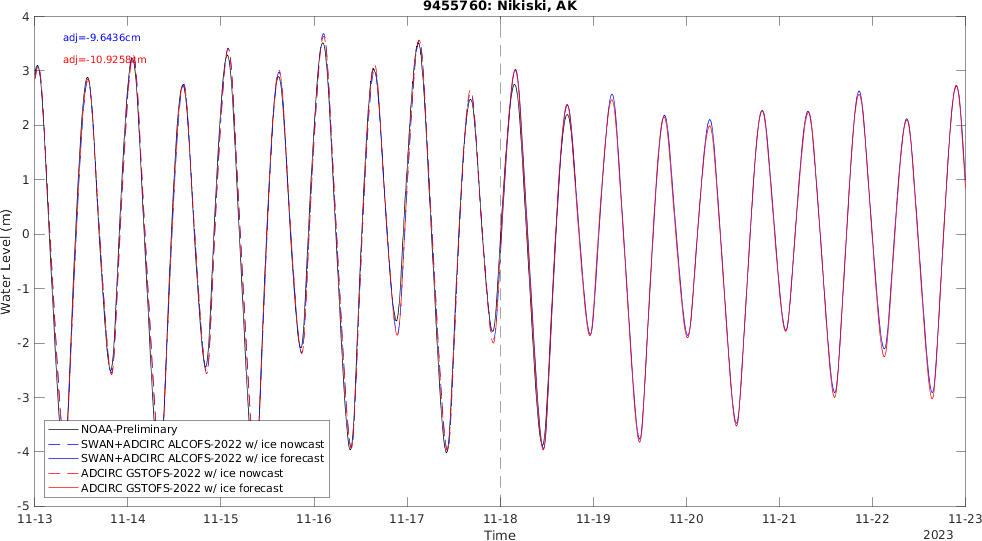 9455760: Nikiski, AK
adj=-9.6436cm
adj=-10.9258cm
4
3
2
1
0
-1
-2
-3
-4
-5
Water Level (m)
NOAA-Preliminary
SWAN+ADCIRC ALCOFS-2022 w/ ice nowcast
SWAN+ADCIRC ALCOFS-2022 w/ ice forecast
ADCIRC GSTOFS-2022 w/ ice nowcast
ADCIRC GSTOFS-2022 w/ ice forecast
11-13 11-14 11-15 11-16 11-17 11-18 11-19 11-20 11-21 11-22 11-23
Time
2023